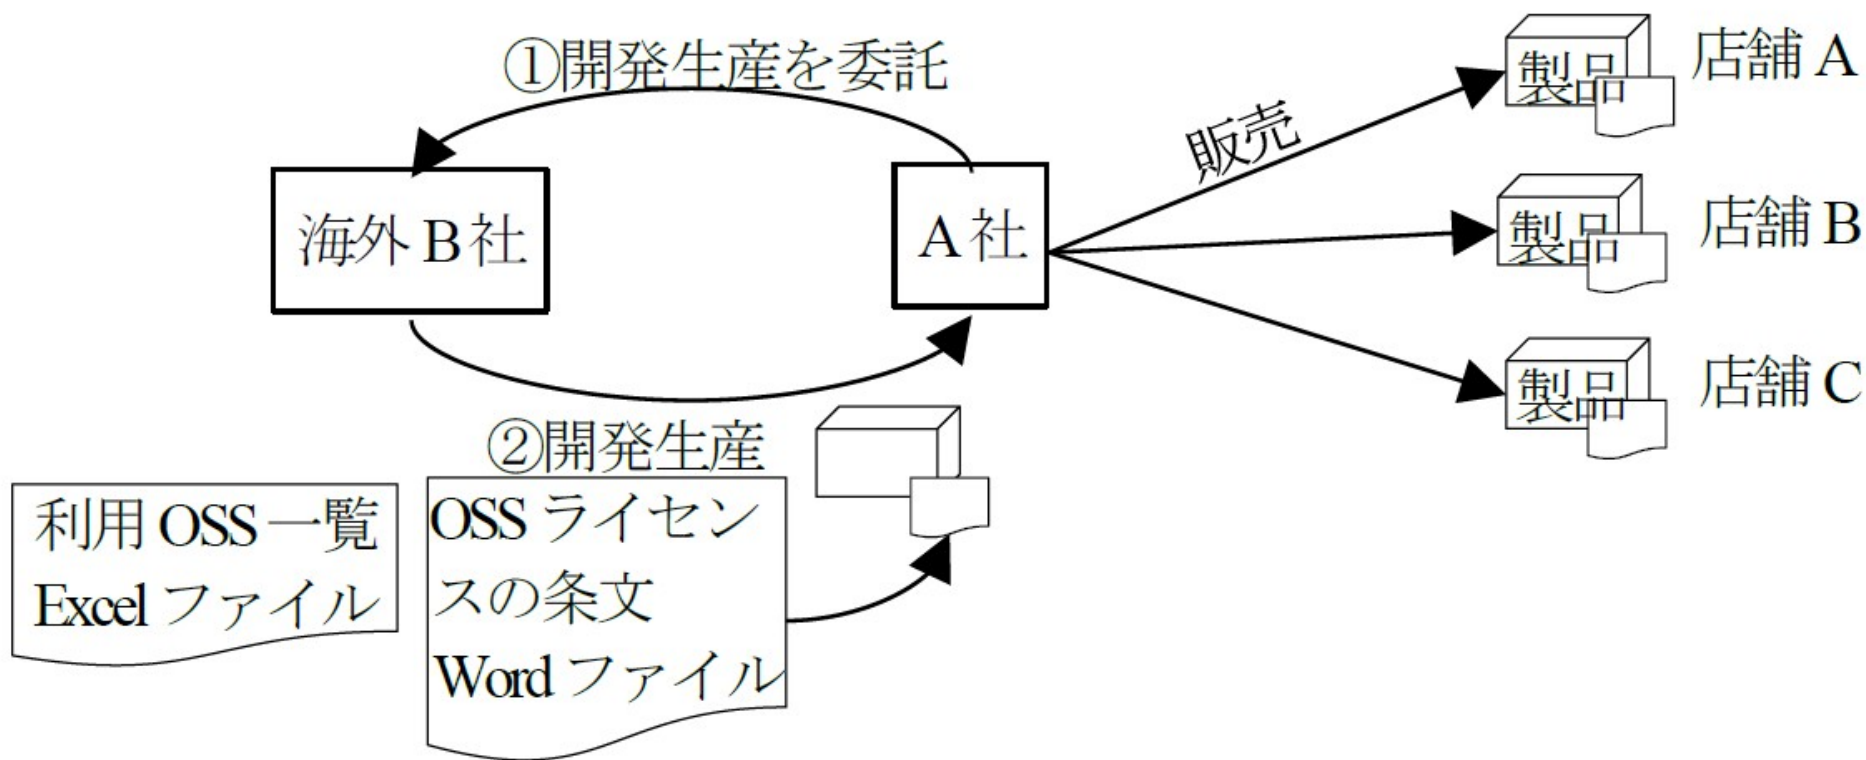 ①開発生産を委託
海外B社
A社
販売
製品
店舗A
製品
店舗B
製品
店舗C
②開発生産
利用OSS一覧
Excelファイル
OSSライセン
スの条文
Wordファイル